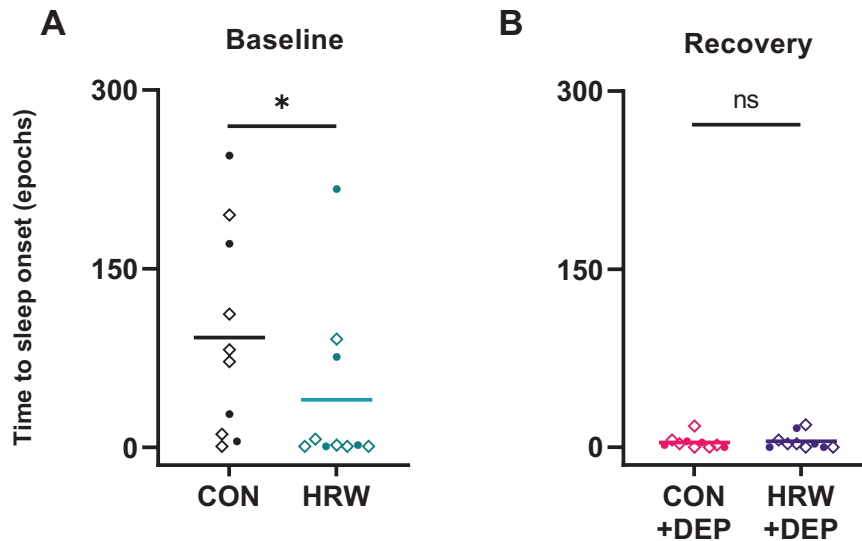 A
Baseline
Time to sleep onset (epochs)
300
150
0
*
CON
HRW
B
Recovery
300
150
0
ns
CON
+DEP
HRW
+DEP